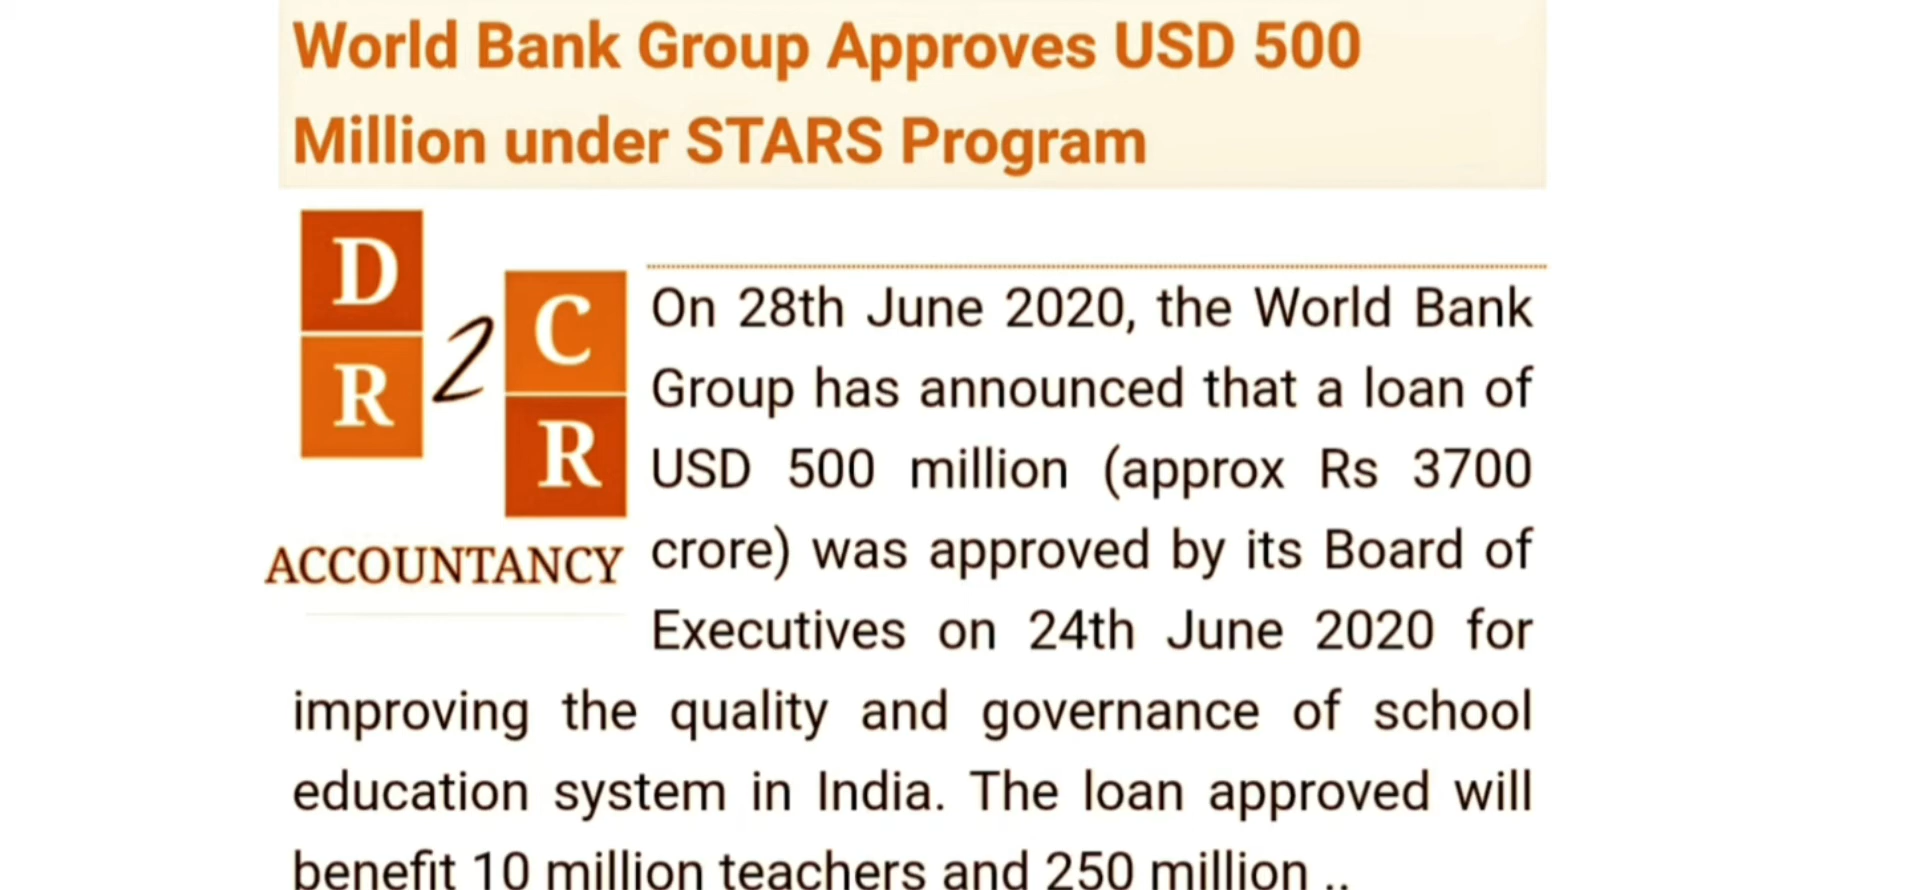 World Bank Group Approves USD 500
Million under STARS Program
D
R
2
C
R
ACCOUNTANCY
On 28th June 2020, the World Bank
Group has announced that a loan of
USD 500 million (approx Rs 3700
crore) was approved by its Board of
Executives on 24th June 2020 for
improving the quality and governance of school
education system in India. The loan approved will
benefit 10 million teachers and 250 million ..